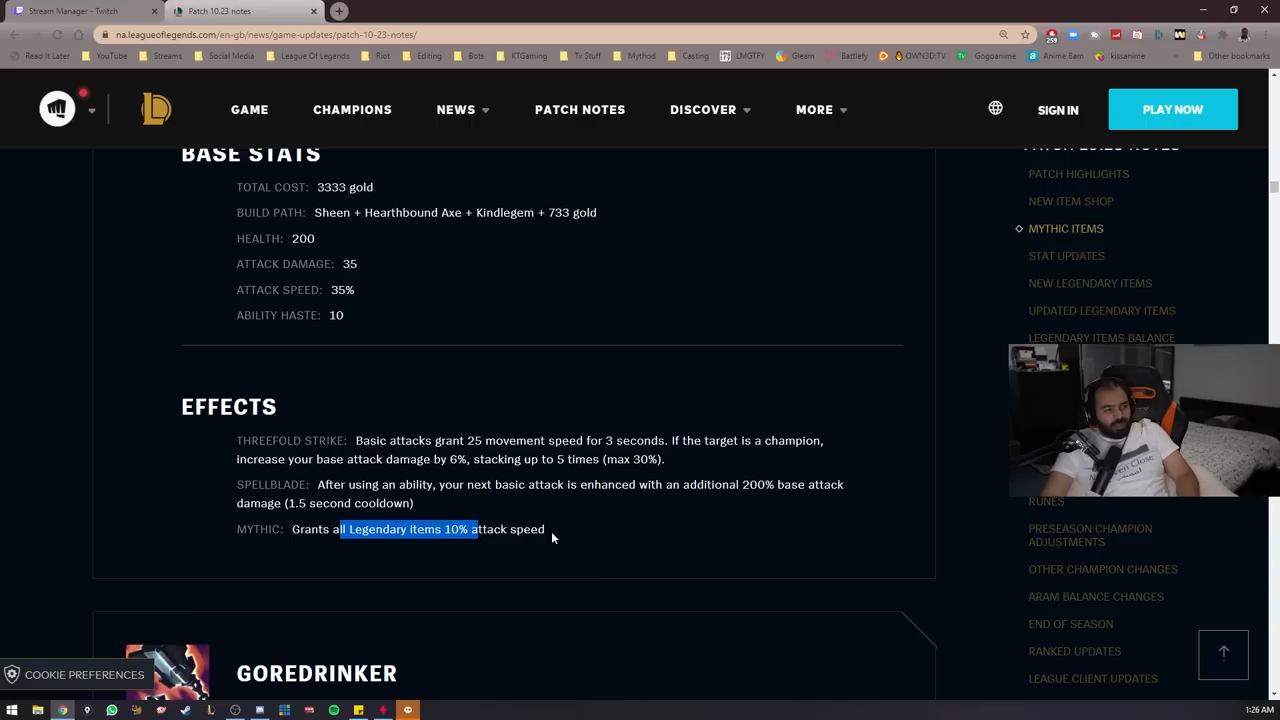 Stream Manager - Twitch
Patch 10.23 notes
na.leagueoflegends.com/en-gb/news/game-updates/patch-10-23-notes/
259
Read It Later
YouTube
Streams
Social Media
League Of Legends
Riot
Editing
Bots
KTGaming
Tv Stuff
Mythod
Casting
LMGTFY
Gleam
Battlefy
OWN3D:TV
Gogoanime
Anime Bam
kissanime
Other bookmarks
GAME
CHAMPIONS
NEWS
PATCH NOTES
DISCOVER
MORE
SIGN IN
PLAY NOW
BASE STATS
TOTAL COST: 3333 gold
BUILD PATH: Sheen + Hearthbound Axe + Kindlegem + 733 gold
HEALTH: 200
ATTACK DAMAGE: 35
ATTACK SPEED: 35%
ABILITY HASTE: 10
EFFECTS
THREEFOLD STRIKE: Basic attacks grant 25 movement speed for 3 seconds. If the target is a champion,
increase your base attack damage by 6%, stacking up to 5 times (max 30%).
SPELLBLADE: After using an ability, your next basic attack is enhanced with an additional 200% base attack
damage (1.5 second cooldown)
MYTHIC: Grants all Legendary items 10% attack speed
GOREDRINKER
COOKIE PREFERENCES
PATCH 10.23 NOTES
PATCH HIGHLIGHTS
NEW ITEM SHOP
MYTHIC ITEMS
STAT UPDATES
NEW LEGENDARY ITEMS
UPDATED LEGENDARY ITEMS
LEGENDARY ITEMS BALANCE
RUNES
PRESEASON CHAMPION
ADJUSTMENTS
OTHER CHAMPION CHANGES
ARAM BALANCE CHANGES
END OF SEASON
RANKED UPDATES
LEAGUE CLIENT UPDATES
1:26 AM